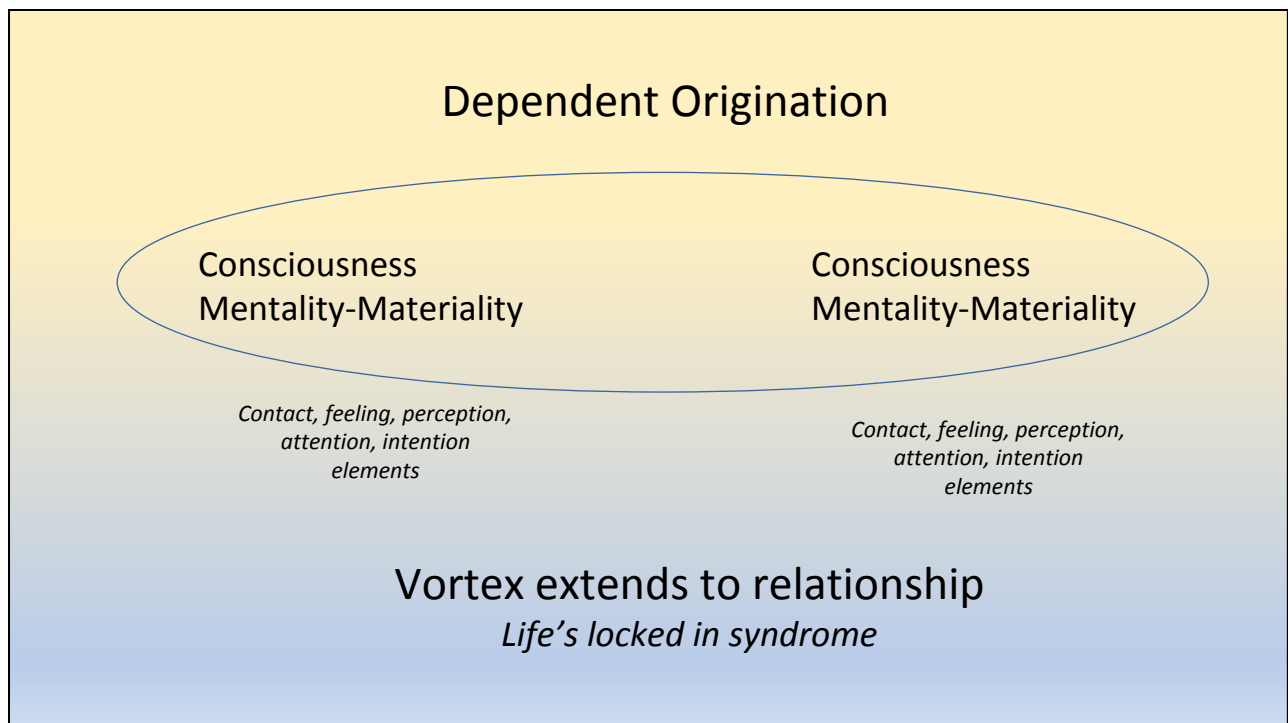 Dependent Origination
Consciousness
Mentality-Materiality
Consciousness
Mentality-Materiality
Contact, feeling, perception,
attention, intention
elements
Contact, feeling, perception,
attention, intention
elements
Vortex extends to relationship
Life’s locked in syndrome